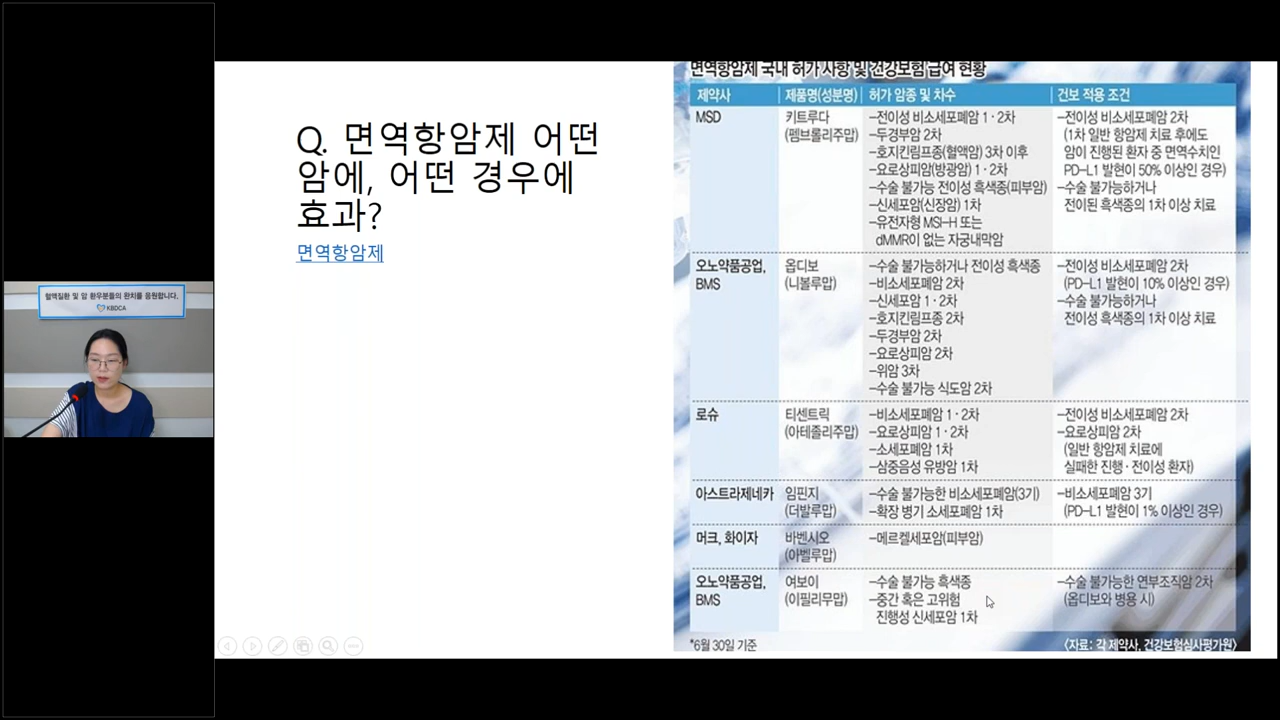 혈액질환 및 암 환우분들의 완치를 응원합니다.
KBDCA
Q. 면역항암제 어떤
암에, 어떤 경우에
효과?
면역항암제
면역항암제 국내 허가 사항 및 건강보험 급여 현황
제약사 제품명(성분명) 허가 암종 및 차수 건보 적용 조건
MSD
키트루다
(펨브롤리주맙)
-전이성 비소세포폐암 1·2차
-두경부암 2차
-호지킨림프종(혈액암) 3차 이후
-요로상피암(방광암) 1·2차
-수술 불가능 전이성 흑색종(피부암)
-신세포암(신장암) 1차
-유전자형 MSI-H 또는
dMMR이 없는 자궁내막암
-전이성 비소세포폐암 2차
(1차 일반 항암제 치료 후에도
암이 진행된 환자 중 면역수치인
PD-L1 발현이 50% 이상인 경우)
-수술 불가능하거나
전이된 흑색종의 1차 이상 치료
오노약품공업,
BMS
옵디보
(니볼루맙)
-수술 불가능하거나 전이성 흑색종
-비소세포폐암 2차
-신세포암 1·2차
-호지킨림프종 2차
-두경부암 2차
-요로상피암 2차
-위암 3차
-수술 불가능 식도암 2차
-전이성 비소세포폐암 2차
(PD-L1 발현이 10% 이상인 경우)
-수술 불가능하거나
전이성 흑색종의 1차 이상 치료
로슈
티센트릭
(아테졸리주맙)
-비소세포폐암 1·2차
-요로상피암 1·2차
-소세포폐암 1차
-삼중음성 유방암 1차
-전이성 비소세포폐암 2차
-요로상피암 2차
(일반 항암제 치료에
실패한 진행·전이성 환자)
아스트라제네카
임핀지
(더발루맙)
-수술 불가능한 비소세포폐암(3기)
-확장 병기 소세포폐암 1차
-비소세포폐암 3기
(PD-L1 발현이 1% 이상인 경우)
머크, 화이자
바벤시오
(아벨루맙)
-메르켈세포암(피부암)
오노약품공업,
BMS
여보이
(이필리무맙)
-수술 불가능 흑색종
-중간 혹은 고위험
진행성 신세포암 1차
-수술 불가능한 연부조직암 2차
(옵디보와 병용 시)
*6월 30일 기준
〈자료: 각 제약사, 건강보험심사평가원〉